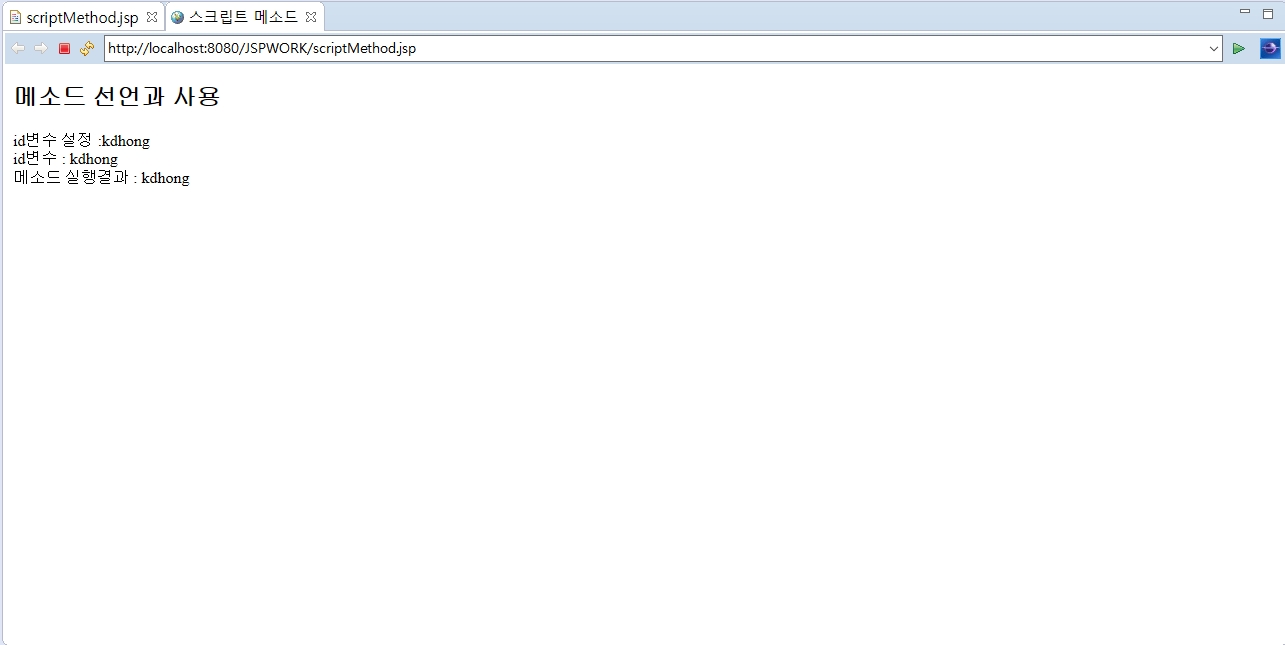 scriptMethod.jsp 스크립트 메소드
http://localhost:8080/JSPWORK/scriptMethod.jsp
메소드 선언과 사용
id변수 설정 :kdhong
id변수 : kdhong
메소드 실행결과 : kdhong